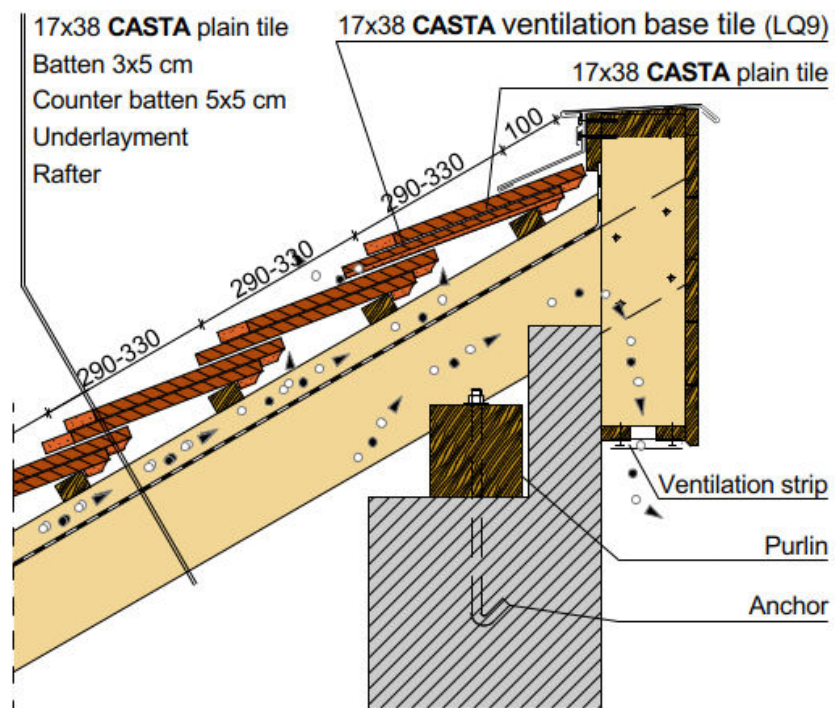 17x38 CASTA plain tile
Batten 3x5 cm
Counter batten 5x5 cm
Underlayment
Rafter
17x38 CASTA ventilation base tile (LQ9)
17x38 CASTA plain tile
100
290-330
290-330
290-330
Ventilation strip
Purlin
Anchor